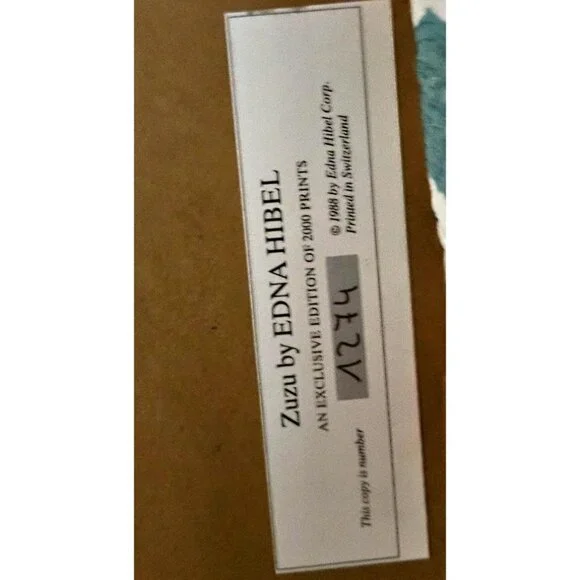 Zuzu by EDNA HIBEL
AN EXCLUSIVE EDITION OF 2000 PRINTS
This copy is number 1274
© 1988 by Edna Hibel Corp.
Printed in Switzerland